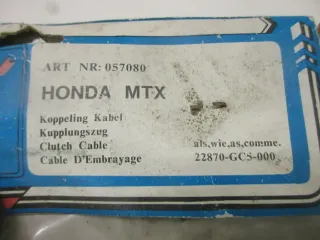 ART NR: 057080
HONDA MTX
Koppeling Kabel
Kupplungszug
Clutch Cable als,wie,as,comme.
Cable D'Embrayage 22870-GC5-000